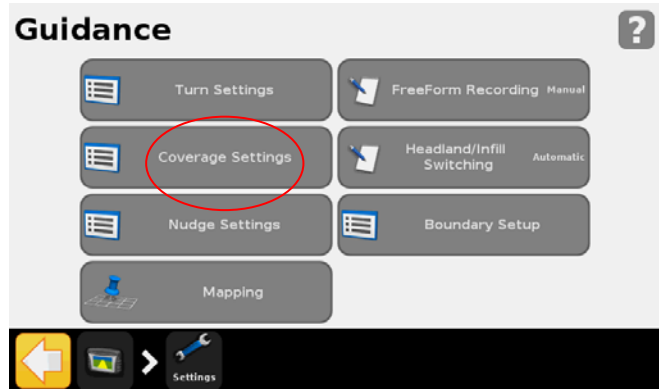 Guidance
?
Turn Settings
FreeForm Recording Manual
Coverage Settings
Headland/Infill
Switching
Automatic
Nudge Settings
Boundary Setup
Mapping
Settings